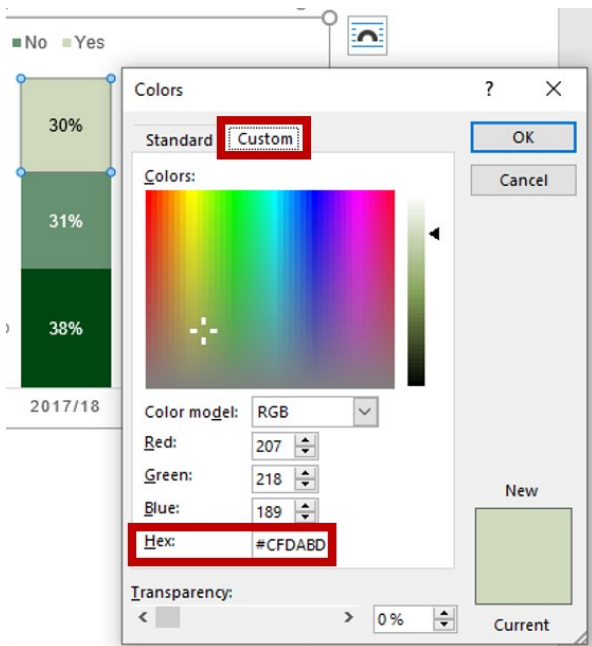 No Yes
30%
31%
38%
2017/18
Colors ? ×
Standard Custom
OK
Cancel
Colors:
Color model: RGB
Red: 207
Green: 218
Blue: 189
Hex: #CFDABD
Transparency:
< > 0 %
New
Current